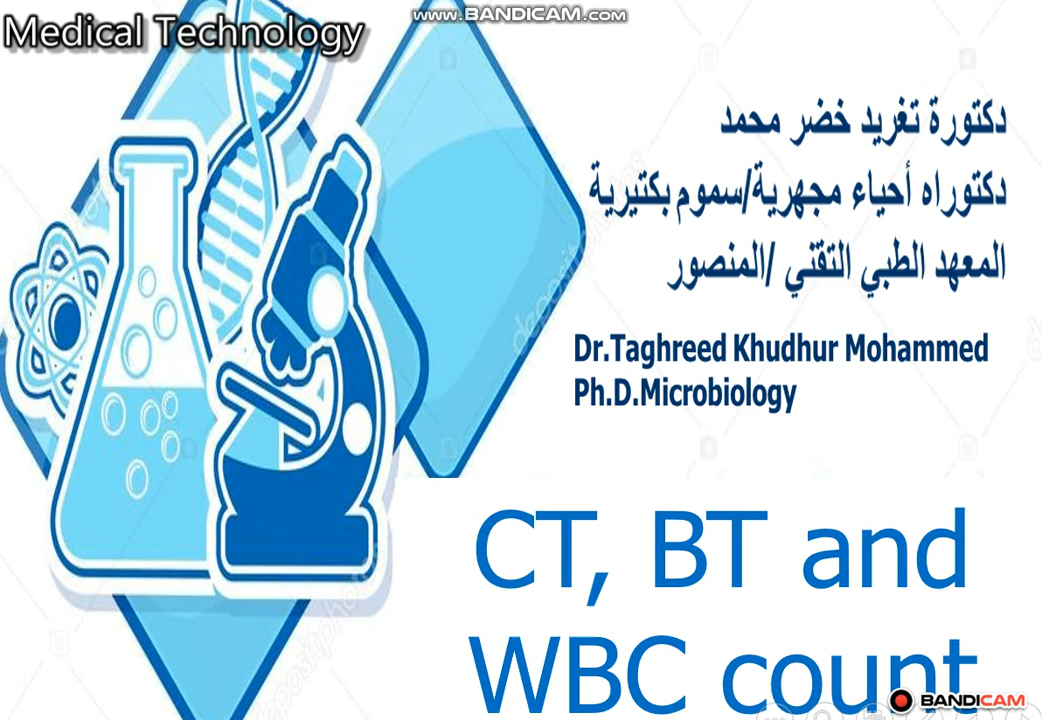 www.BANDICAM.com
Medical Technology
دكتورة تغريد خضر محمد
دكتوراه أحياء مجهرية/سموم بكتيرية
المعهد الطبي التقني /المنصور
Dr.Taghreed Khudhur Mohammed
Ph.D.Microbiology
CT, BT and
WBC count
BANDICAM
depositphotos